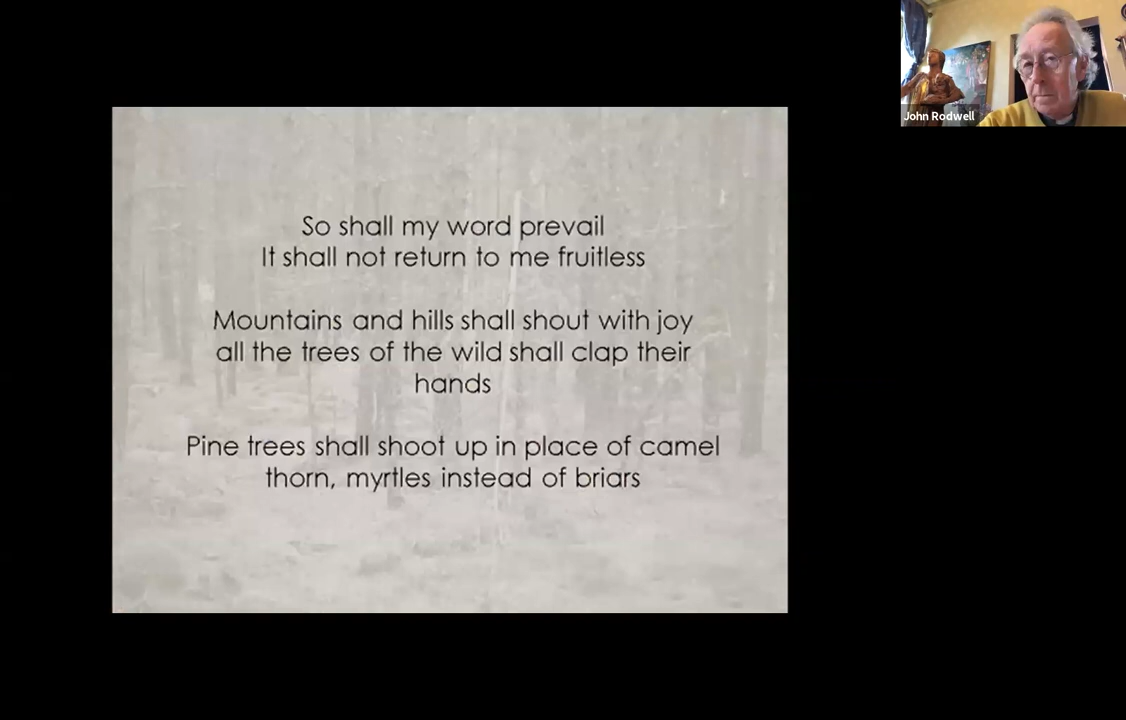 So shall my word prevail
It shall not return to me fruitless
Mountains and hills shall shout with joy
all the trees of the wild shall clap their
hands
Pine trees shall shoot up in place of camel
thorn, myrtles instead of briars
John Rodwell